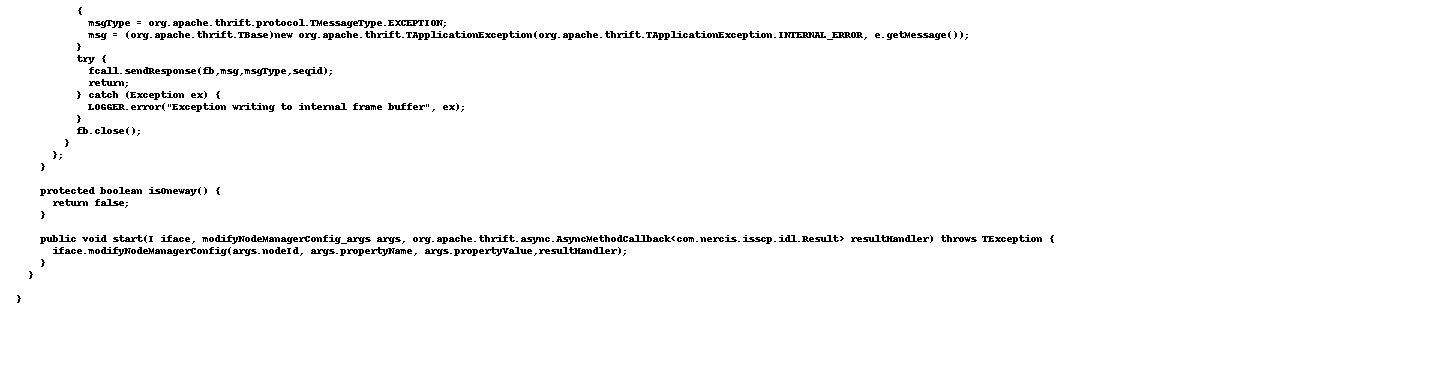 {
msgType = org.apache.thrift.protocol.TMessageType.EXCEPTION;
msg = (org.apache.thrift.TBase)new org.apache.thrift.TApplicationException(org.apache.thrift.TApplicationException.INTERNAL_ERROR, e.getMessage());
}
try {
fcall.sendResponse(fb,msg,msgType,seqid);
return;
} catch (Exception ex) {
LOGGER.error("Exception writing to internal frame buffer", ex);
}
fb.close();
}
};
}
protected boolean isOneway() {
return false;
}
public void start(I iface, modifyNodeManagerConfig_args args, org.apache.thrift.async.AsyncMethodCallback<com.nercis.isscp.idl.Result> resultHandler) throws TException {
iface.modifyNodeManagerConfig(args.nodeId, args.propertyName, args.propertyValue,resultHandler);
}
}
}